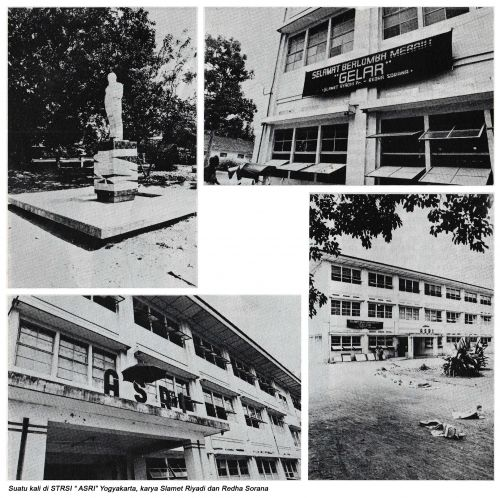 SELAMAT BERLOMBA MERAIH
"GELAR"
ASRI
A S R I
Suatu kali di STRSI " ASRI" Yogyakarta, karya Slamet Riyadi dan Redha Sorana